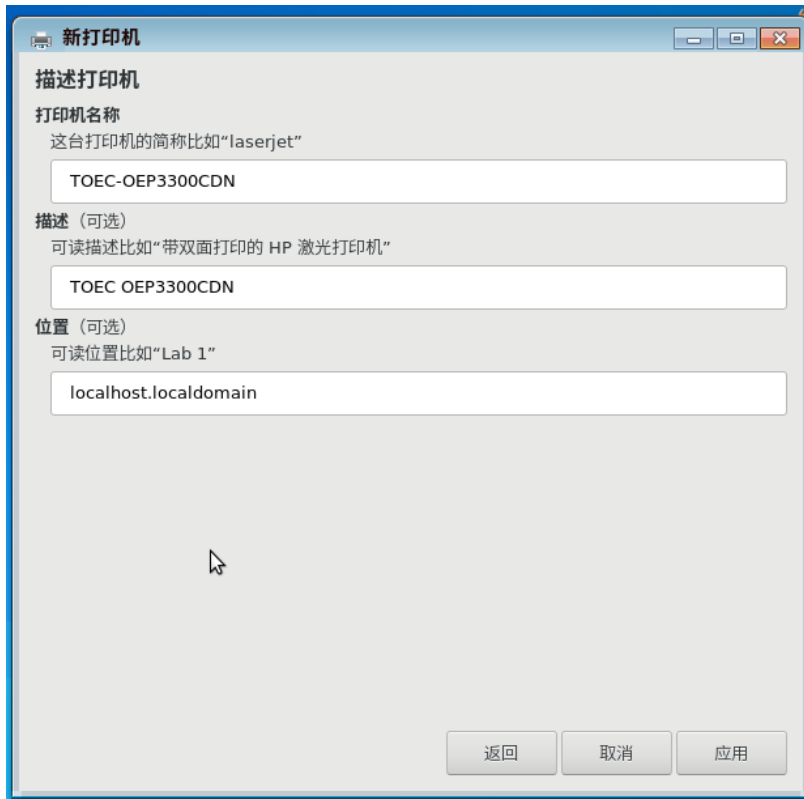 新打印机
描述打印机
打印机名称
这台打印机的简称比如“laserjet”
TOEC-OEP3300CDN
描述（可选）
可读描述比如“带双面打印的 HP 激光打印机”
TOEC OEP3300CDN
位置（可选）
可读位置比如“Lab 1”
localhost.localdomain
返回 取消 应用